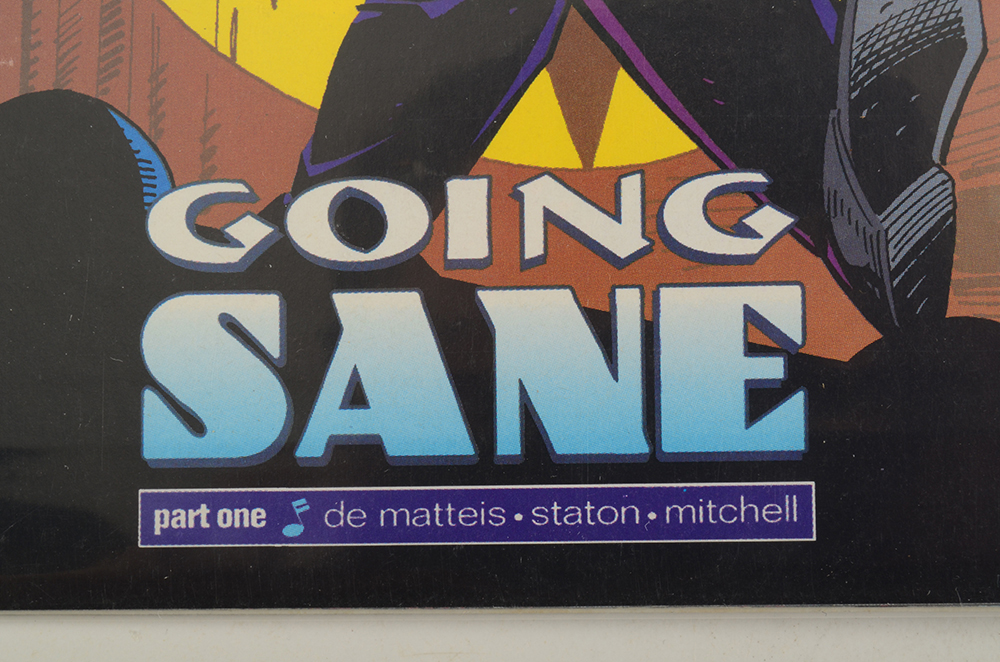 GOING
SANE
part one de matteis • staton • mitchell